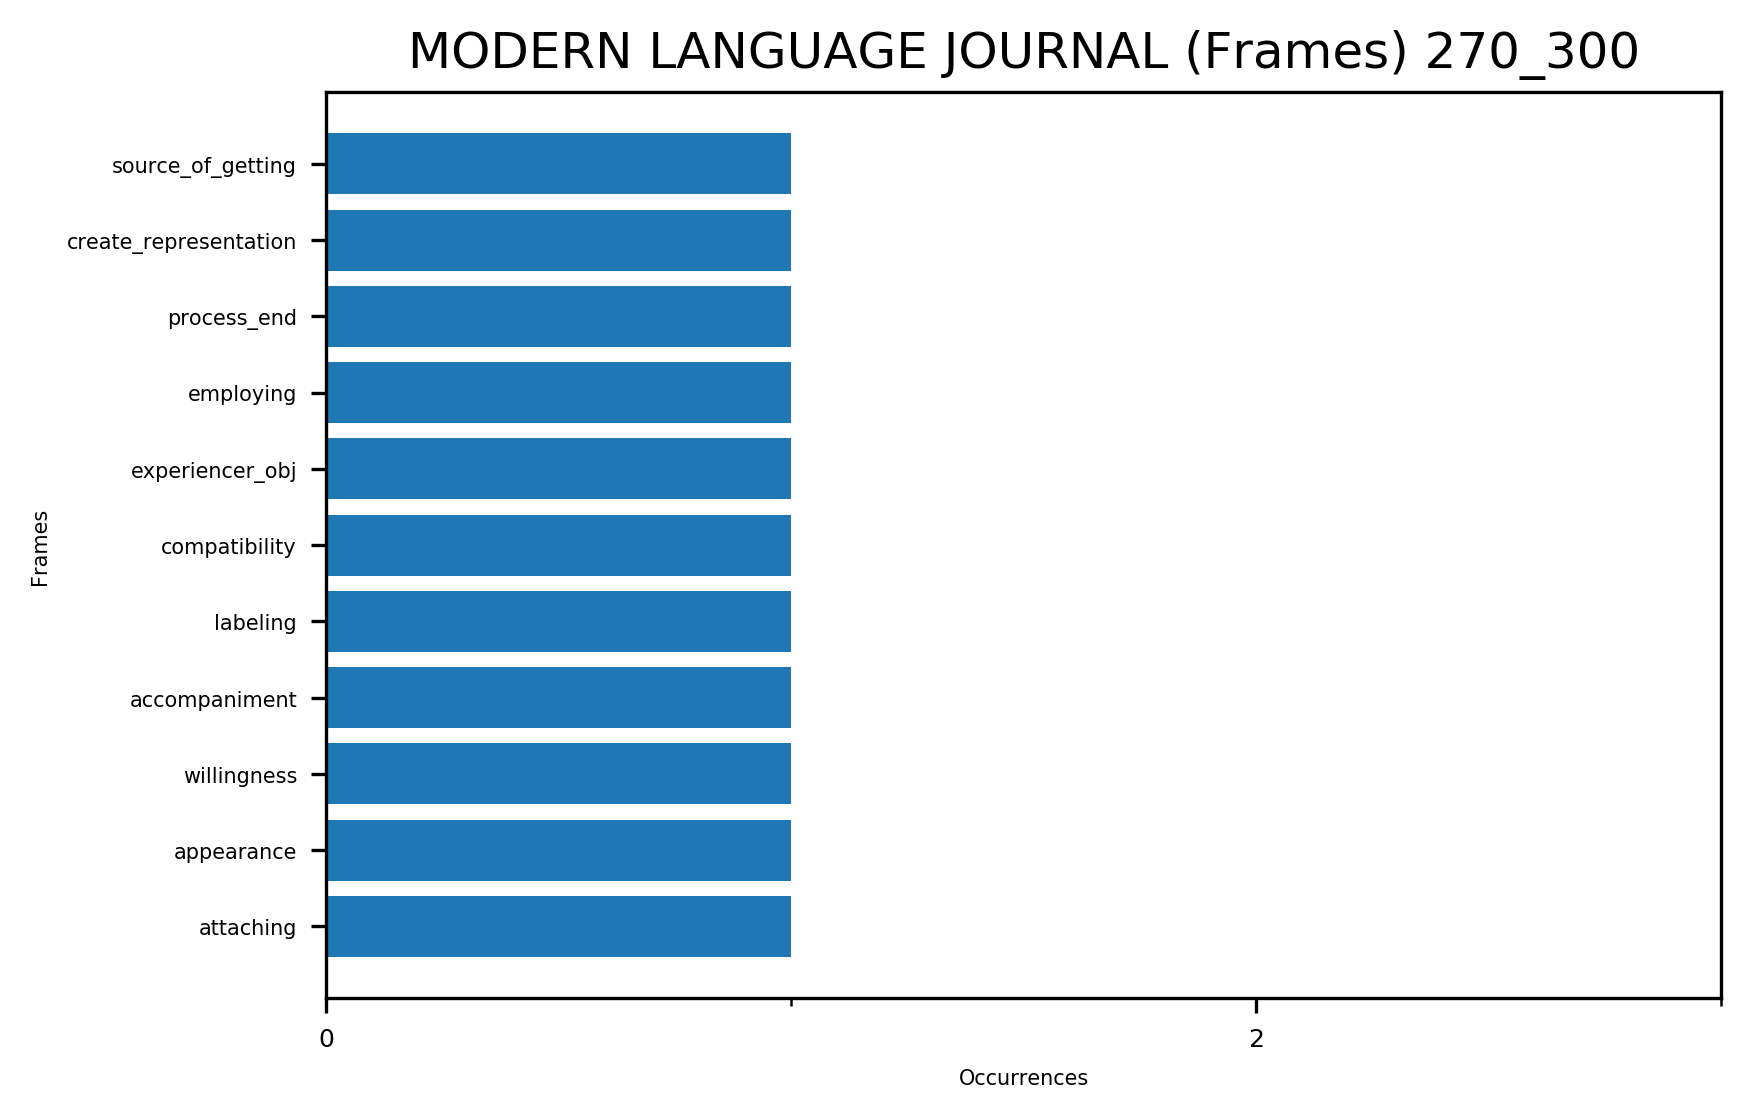 MODERN LANGUAGE JOURNAL (Frames) 270_300
source_of_getting
create_representation
process_end
employing
experiencer_obj
compatibility
labeling
accompaniment
willingness
appearance
attaching
Frames
0
2
Occurrences